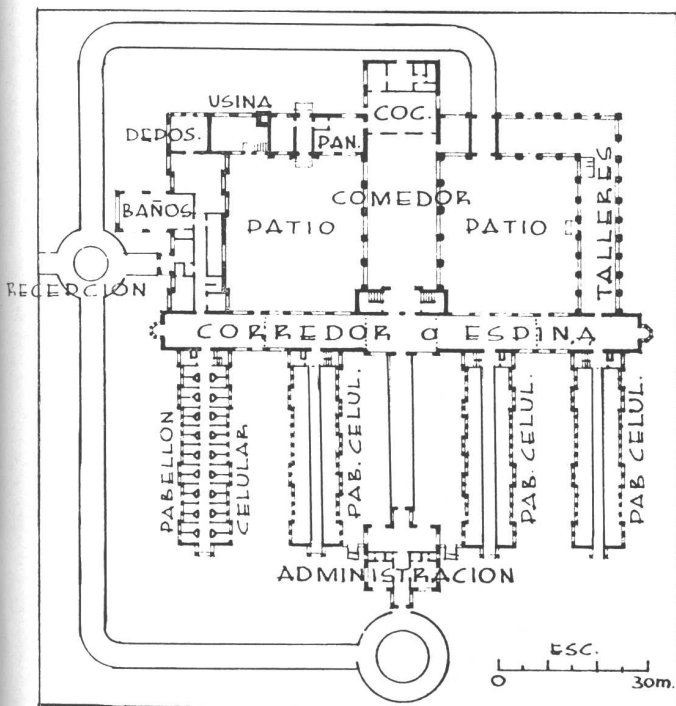 USINA
COC.
DEPOS.
PAN.
COMEDOR
BAÑOS
PATIO
PATIO
TALLERES
RECEPCIÓN
CORREDOR a ESPINA
PABELLON
CELULAR
PAB. CELUL.
PAB. CELUL.
PAB CELUL.
ADMINISTRACION
ESC.
0 30m.